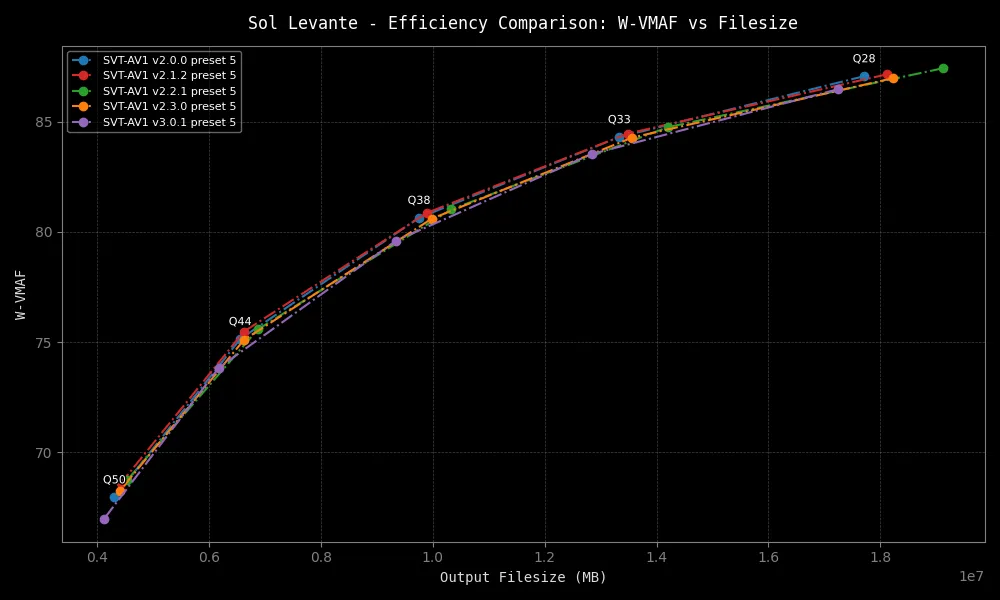 Sol Levante - Efficiency Comparison: W-VMAF vs Filesize
SVT-AV1 v2.0.0 preset 5
SVT-AV1 v2.1.2 preset 5
SVT-AV1 v2.2.1 preset 5
SVT-AV1 v2.3.0 preset 5
SVT-AV1 v3.0.1 preset 5
Q28
Q33
Q38
Q44
Q50
85
80
75
70
W-VMAF
0.4 0.6 0.8 1.0 1.2 1.4 1.6 1.8
1e7
Output Filesize (MB)